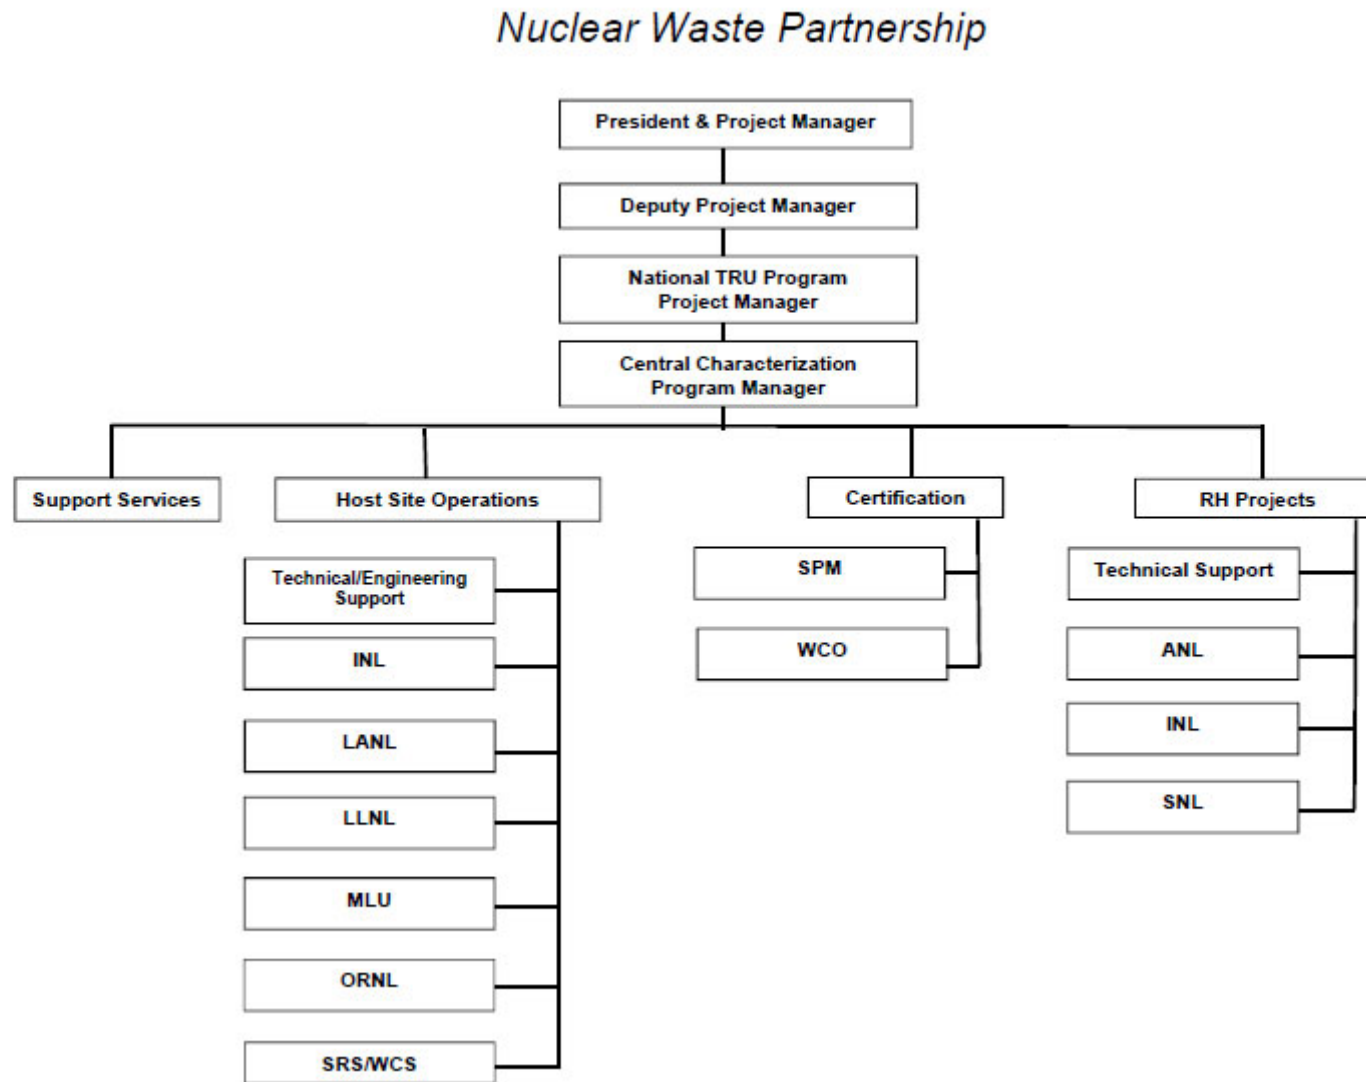 Nuclear Waste Partnership
President & Project Manager
Deputy Project Manager
National TRU Program
Project Manager
Central Characterization
Program Manager
Support Services
Host Site Operations
Certification
RH Projects
Technical/Engineering
Support
INL
LANL
LLNL
MLU
ORNL
SRS/WCS
SPM
WCO
Technical Support
ANL
INL
SNL